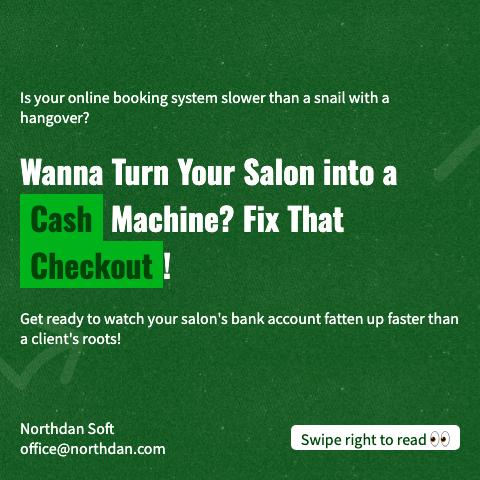 Is your online booking system slower than a snail with a
hangover?
Wanna Turn Your Salon into a
Cash Machine? Fix That
Checkout!
Get ready to watch your salon's bank account fatten up faster than
a client's roots!
Northdan Soft
office@northdan.com
Swipe right to read 👀